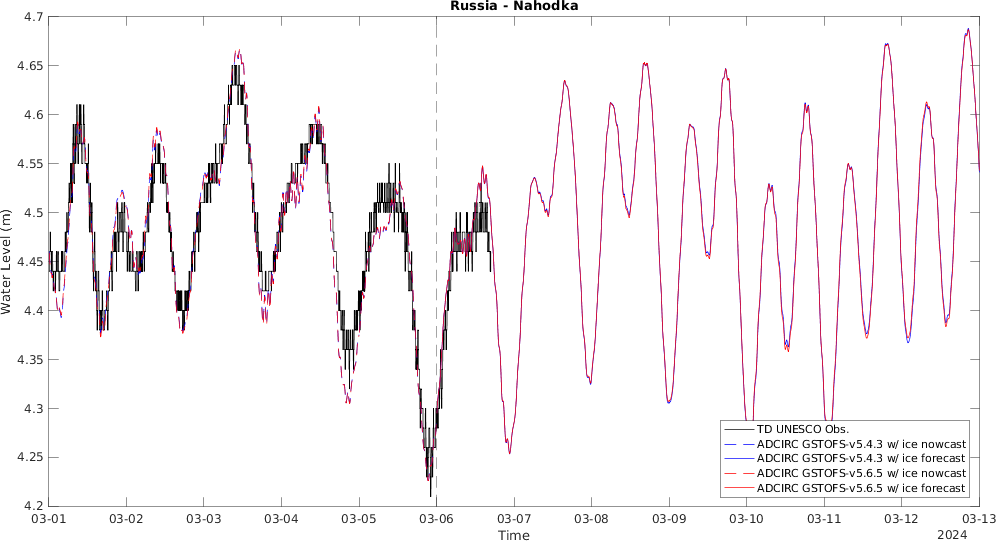 Russia - Nahodka
4.7
4.65
4.6
4.55
4.5
4.45
4.4
4.35
4.3
4.25
4.2
Water Level (m)
TD UNESCO Obs.
ADCIRC GSTOFS-v5.4.3 w/ ice nowcast
ADCIRC GSTOFS-v5.4.3 w/ ice forecast
ADCIRC GSTOFS-v5.6.5 w/ ice nowcast
ADCIRC GSTOFS-v5.6.5 w/ ice forecast
03-01 03-02 03-03 03-04 03-05 03-06 03-07 03-08 03-09 03-10 03-11 03-12 03-13
Time
2024